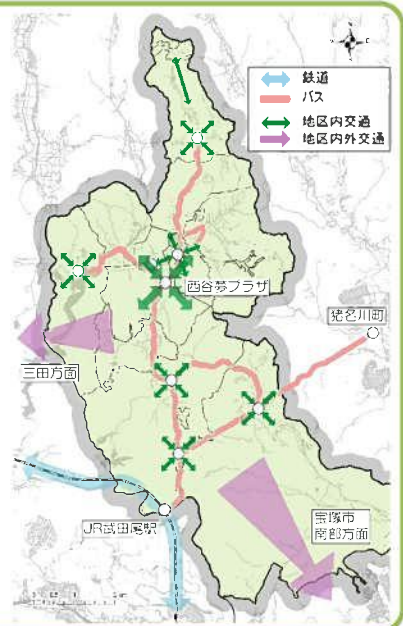 鉄道
バス
地区内交通
地区内外交通
西谷夢プラザ
猪名川町
三田方面
JR武田尾駅
宝塚市
南部方面